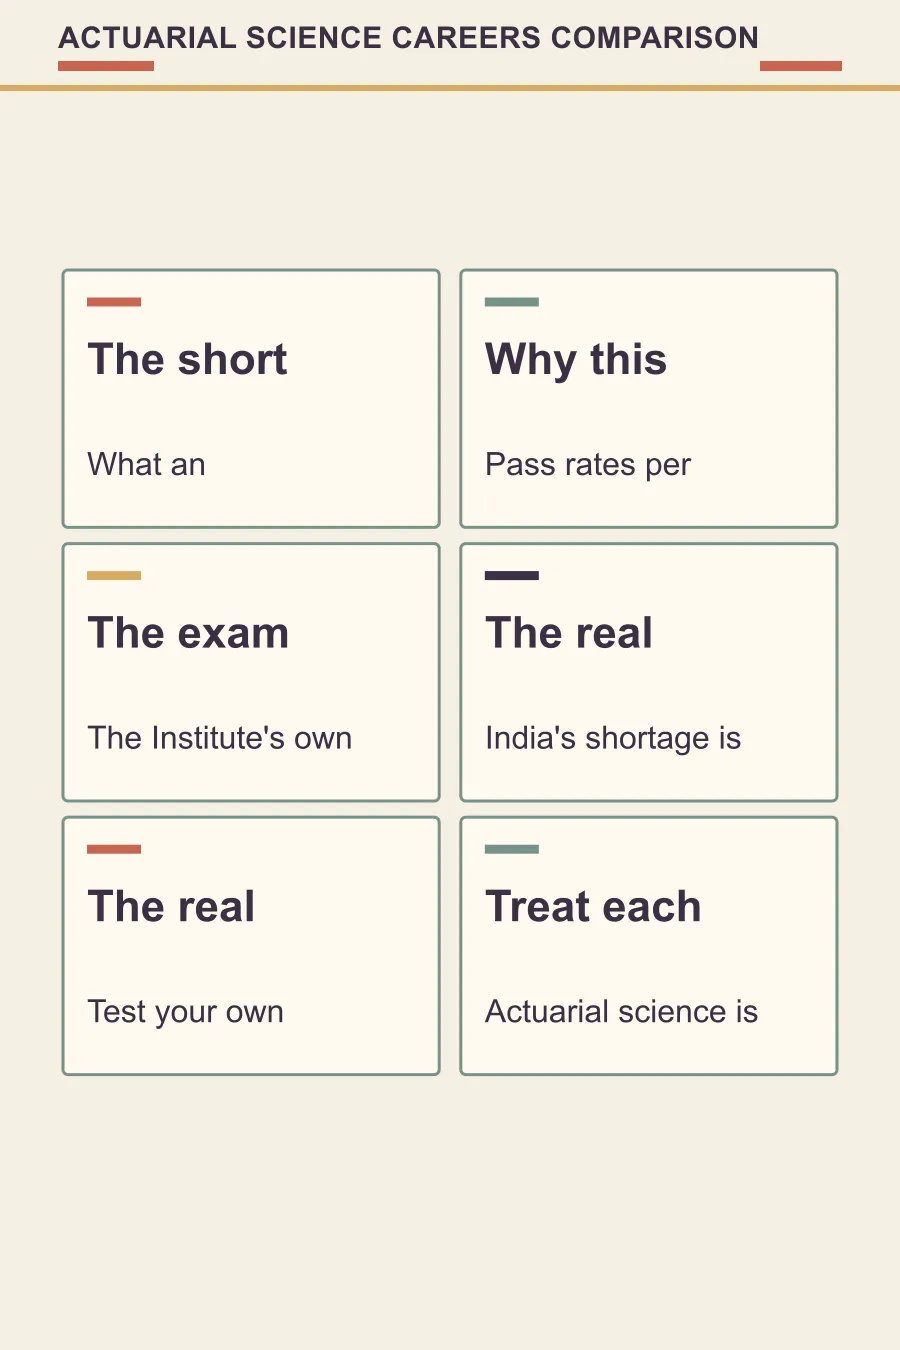 ACTUARIAL SCIENCE CAREERS COMPARISON
The short
What an
Why this
Pass rates per
The exam
The Institute's own
The real
India's shortage is
The real
Test your own
Treat each
Actuarial science is